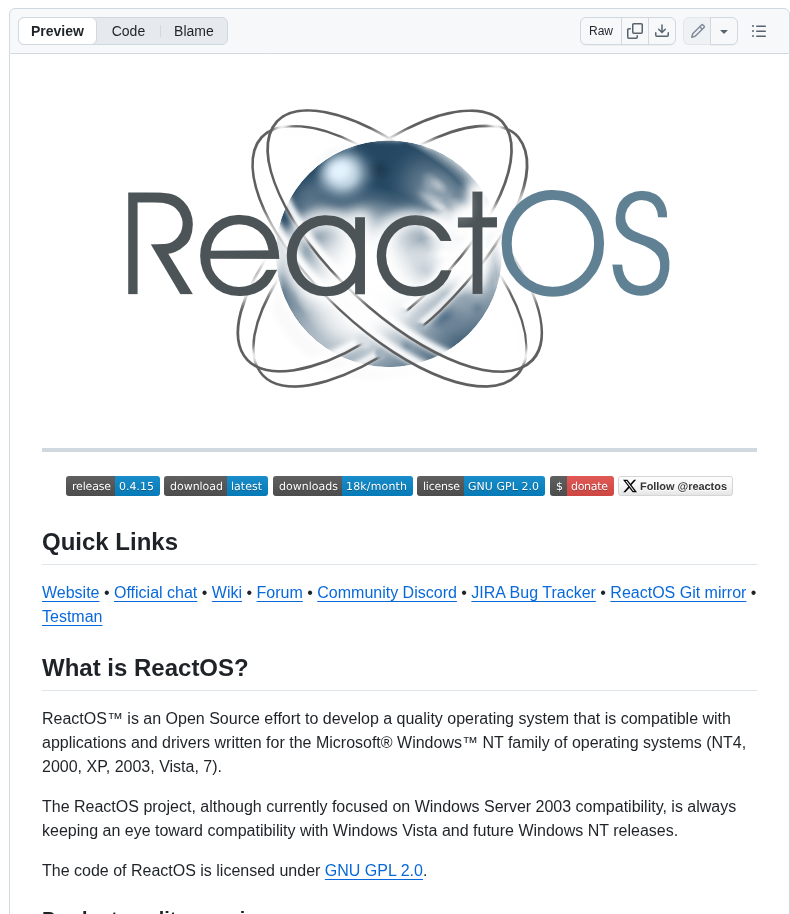 Preview Code Blame Raw
ReactOS
release 0.4.15 download latest downloads 18k/month license GNU GPL 2.0 $ donate Follow @reactos
Quick Links
Website • Official chat • Wiki • Forum • Community Discord • JIRA Bug Tracker • ReactOS Git mirror •
Testman
What is ReactOS?
ReactOS™ is an Open Source effort to develop a quality operating system that is compatible with
applications and drivers written for the Microsoft® Windows™ NT family of operating systems (NT4,
2000, XP, 2003, Vista, 7).
The ReactOS project, although currently focused on Windows Server 2003 compatibility, is always
keeping an eye toward compatibility with Windows Vista and future Windows NT releases.
The code of ReactOS is licensed under GNU GPL 2.0.